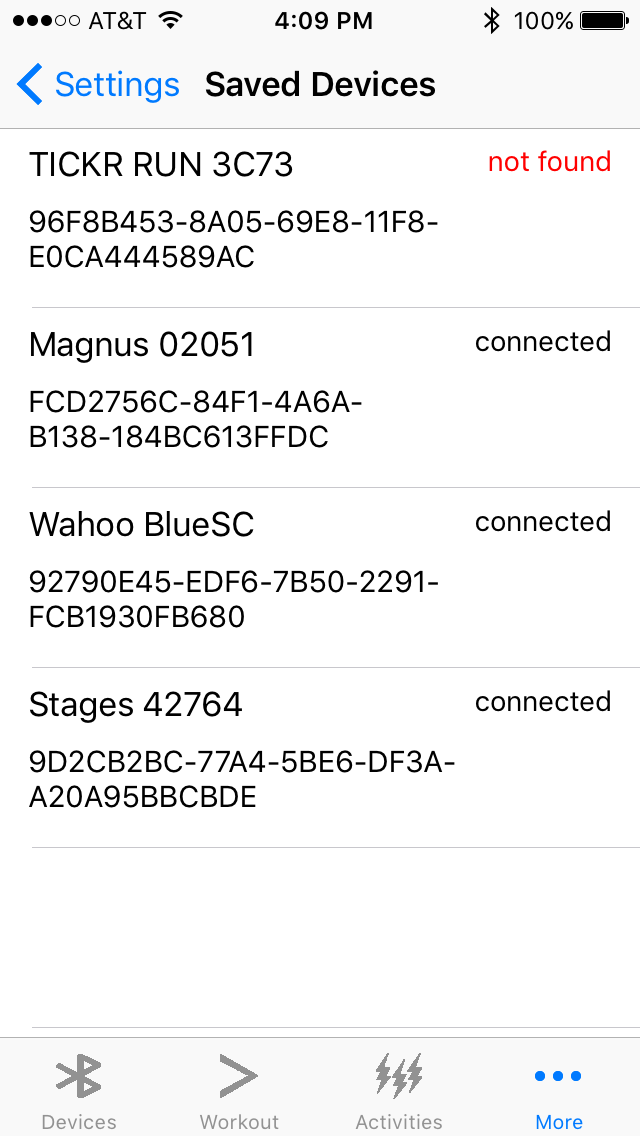 AT&T 4:09 PM 100%
Settings Saved Devices
TICKR RUN 3C73 not found
96F8B453-8A05-69E8-11F8-
E0CA444589AC
Magnus 02051 connected
FCD2756C-84F1-4A6A-
B138-184BC613FFDC
Wahoo BlueSC connected
92790E45-EDF6-7B50-2291-
FCB1930FB680
Stages 42764 connected
9D2CB2BC-77A4-5BE6-DF3A-
A20A95BBCBDE
Devices Workout Activities More